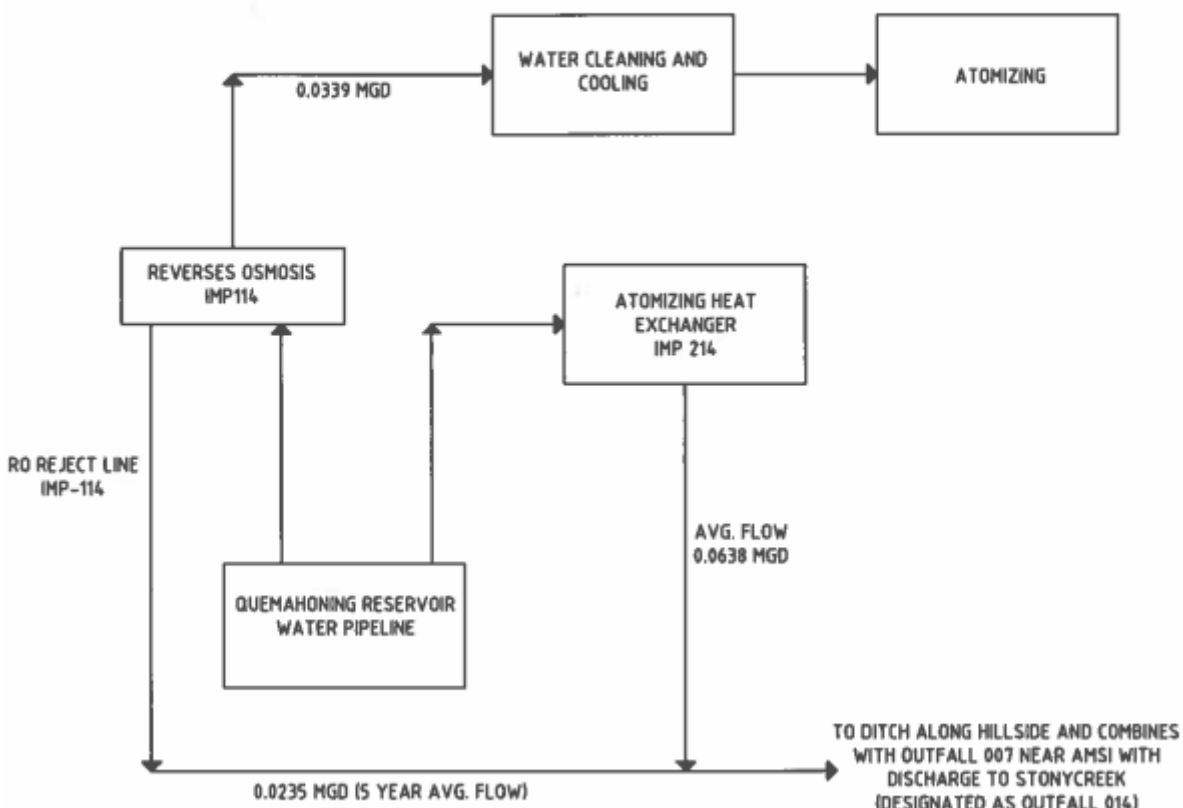 WATER CLEANING AND
COOLING
ATOMIZING
0.0339 MGD
REVERSES OSMOSIS
IMP114
ATOMIZING HEAT
EXCHANGER
IMP 214
RO REJECT LINE
IMP-114
AVG. FLOW
0.0638 MGD
QUEMAHONING RESERVOIR
WATER PIPELINE
TO DITCH ALONG HILLSIDE AND COMBINES
WITH OUTFALL 007 NEAR AMSI WITH
DISCHARGE TO STONYCREEK
(DESIGNATED AS OUTFALL 014)
0.0235 MGD (5 YEAR AVG. FLOW)